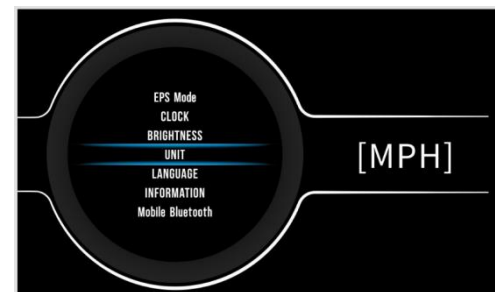 EPS Mode
CLOCK
BRIGHTNESS
UNIT
LANGUAGE
INFORMATION
Mobile Bluetooth
[MPH]